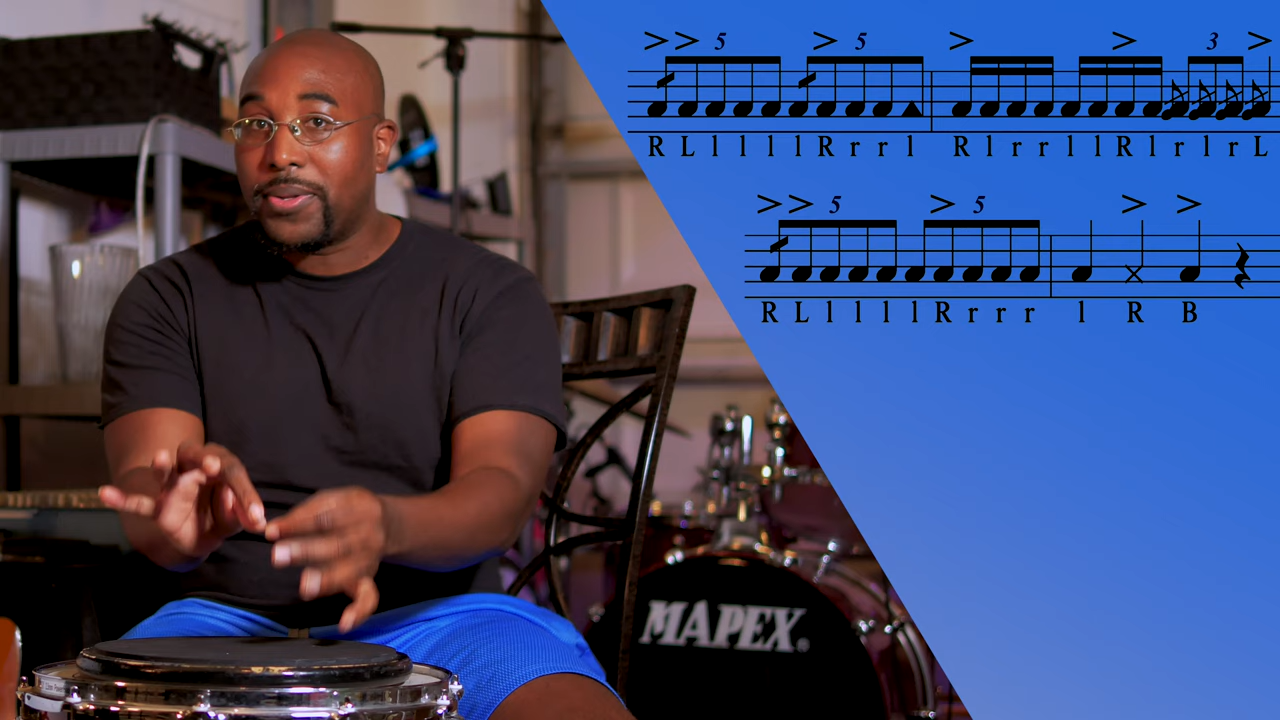 > > 5 > 5 > > 3 >
R L l l l l R r r l R l r r l l R l r l r L
> > 5 > 5 > >
R L l l l l R r r r l R B
MAPEX®